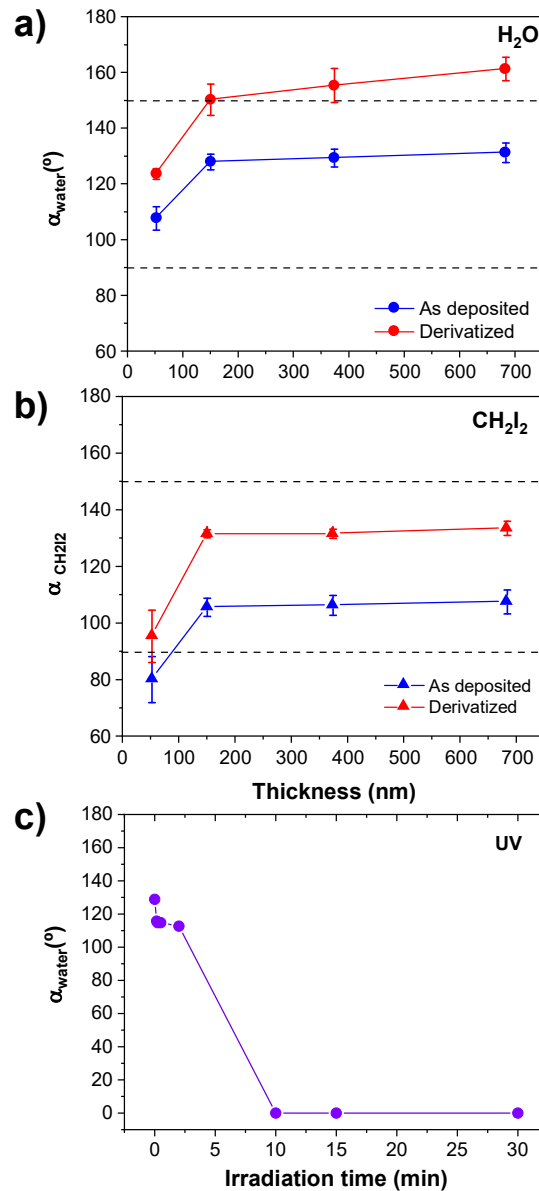 a)
H₂O
180
160
140
120
100
80
60
α_water(º)
As deposited
Derivatized
0 100 200 300 400 500 600 700
b)
CH₂I₂
180
160
140
120
100
80
60
α CH2I2
As deposited
Derivatized
0 100 200 300 400 500 600 700
Thickness (nm)
c)
UV
180
160
140
120
100
80
60
40
20
0
α_water(º)
0 5 10 15 20 25 30
Irradiation time (min)